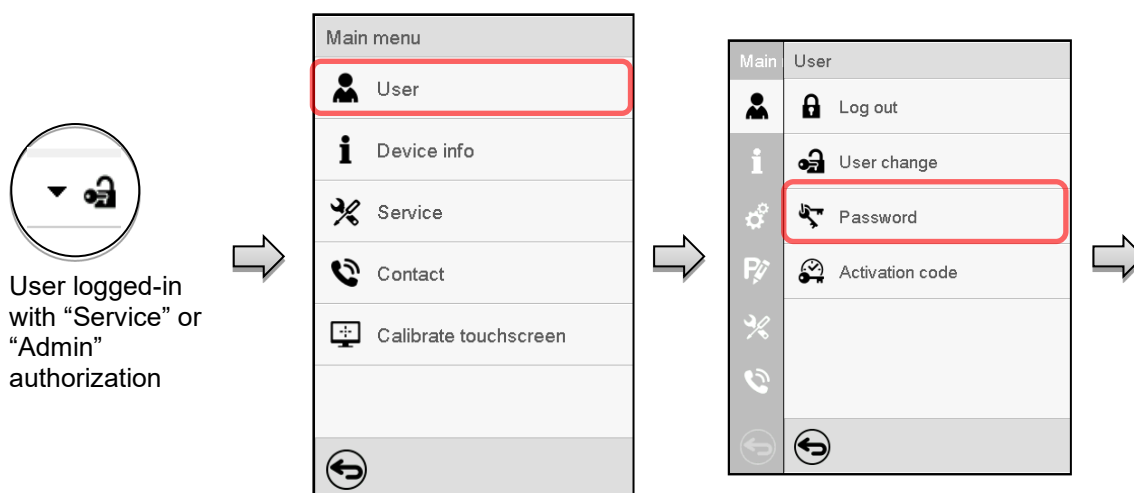 User logged-in
with “Service” or
“Admin”
authorization
Main menu
User
Device info
Service
Contact
Calibrate touchscreen
Main
User
Log out
User change
Password
Activation code